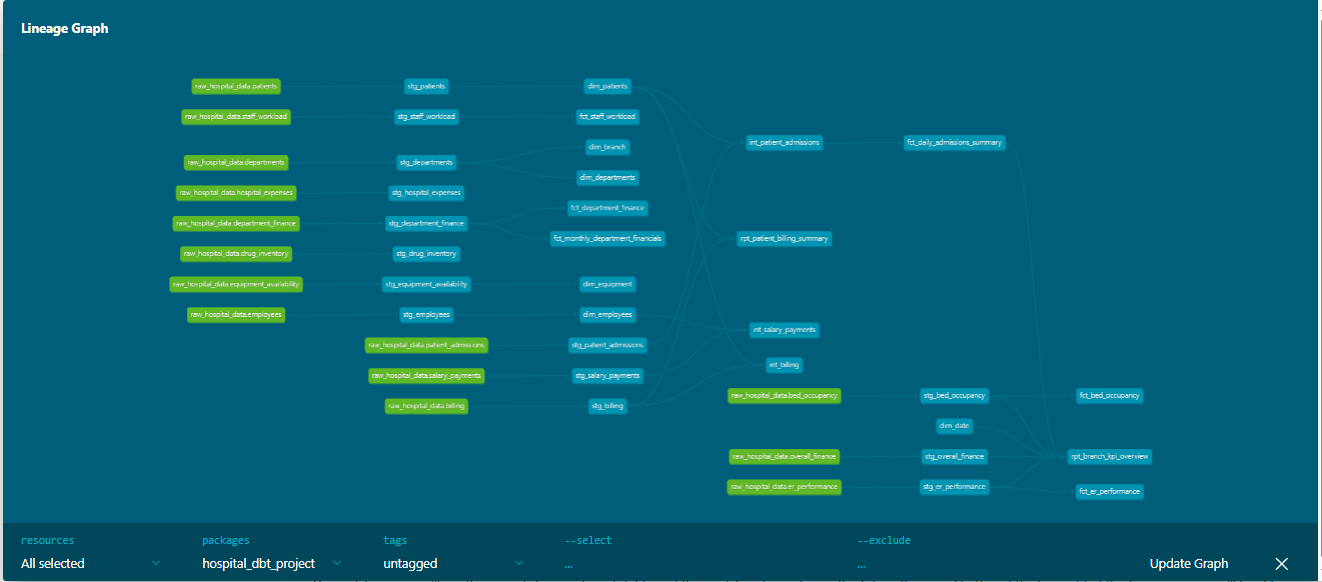 Lineage Graph
raw_hospital_data.patients
stg_patients
dim_patients
raw_hospital_data.staff_workload
stg_staff_workload
fct_staff_workload
dim_branch
int_patient_admissions
fct_daily_admissions_summary
raw_hospital_data.departments
stg_departments
dim_departments
raw_hospital_data.hospital_expenses
stg_hospital_expenses
fct_department_finance
raw_hospital_data.department_finance
stg_department_finance
fct_monthly_department_financials
rpt_patient_billing_summary
raw_hospital_data.drug_inventory
stg_drug_inventory
raw_hospital_data.equipment_availability
stg_equipment_availability
dim_equipment
raw_hospital_data.employees
stg_employees
dim_employees
int_salary_payments
raw_hospital_data.patient_admissions
stg_patient_admissions
int_billing
raw_hospital_data.salary_payments
stg_salary_payments
raw_hospital_data.bed_occupancy
stg_bed_occupancy
fct_bed_occupancy
raw_hospital_data.billing
stg_billing
dim_date
raw_hospital_data.overall_finance
stg_overall_finance
rpt_branch_kpi_overview
raw_hospital_data.er_performance
stg_er_performance
fct_er_performance
resources
packages
tags
--select
--exclude
All selected
hospital_dbt_project
untagged
...
...
Update Graph